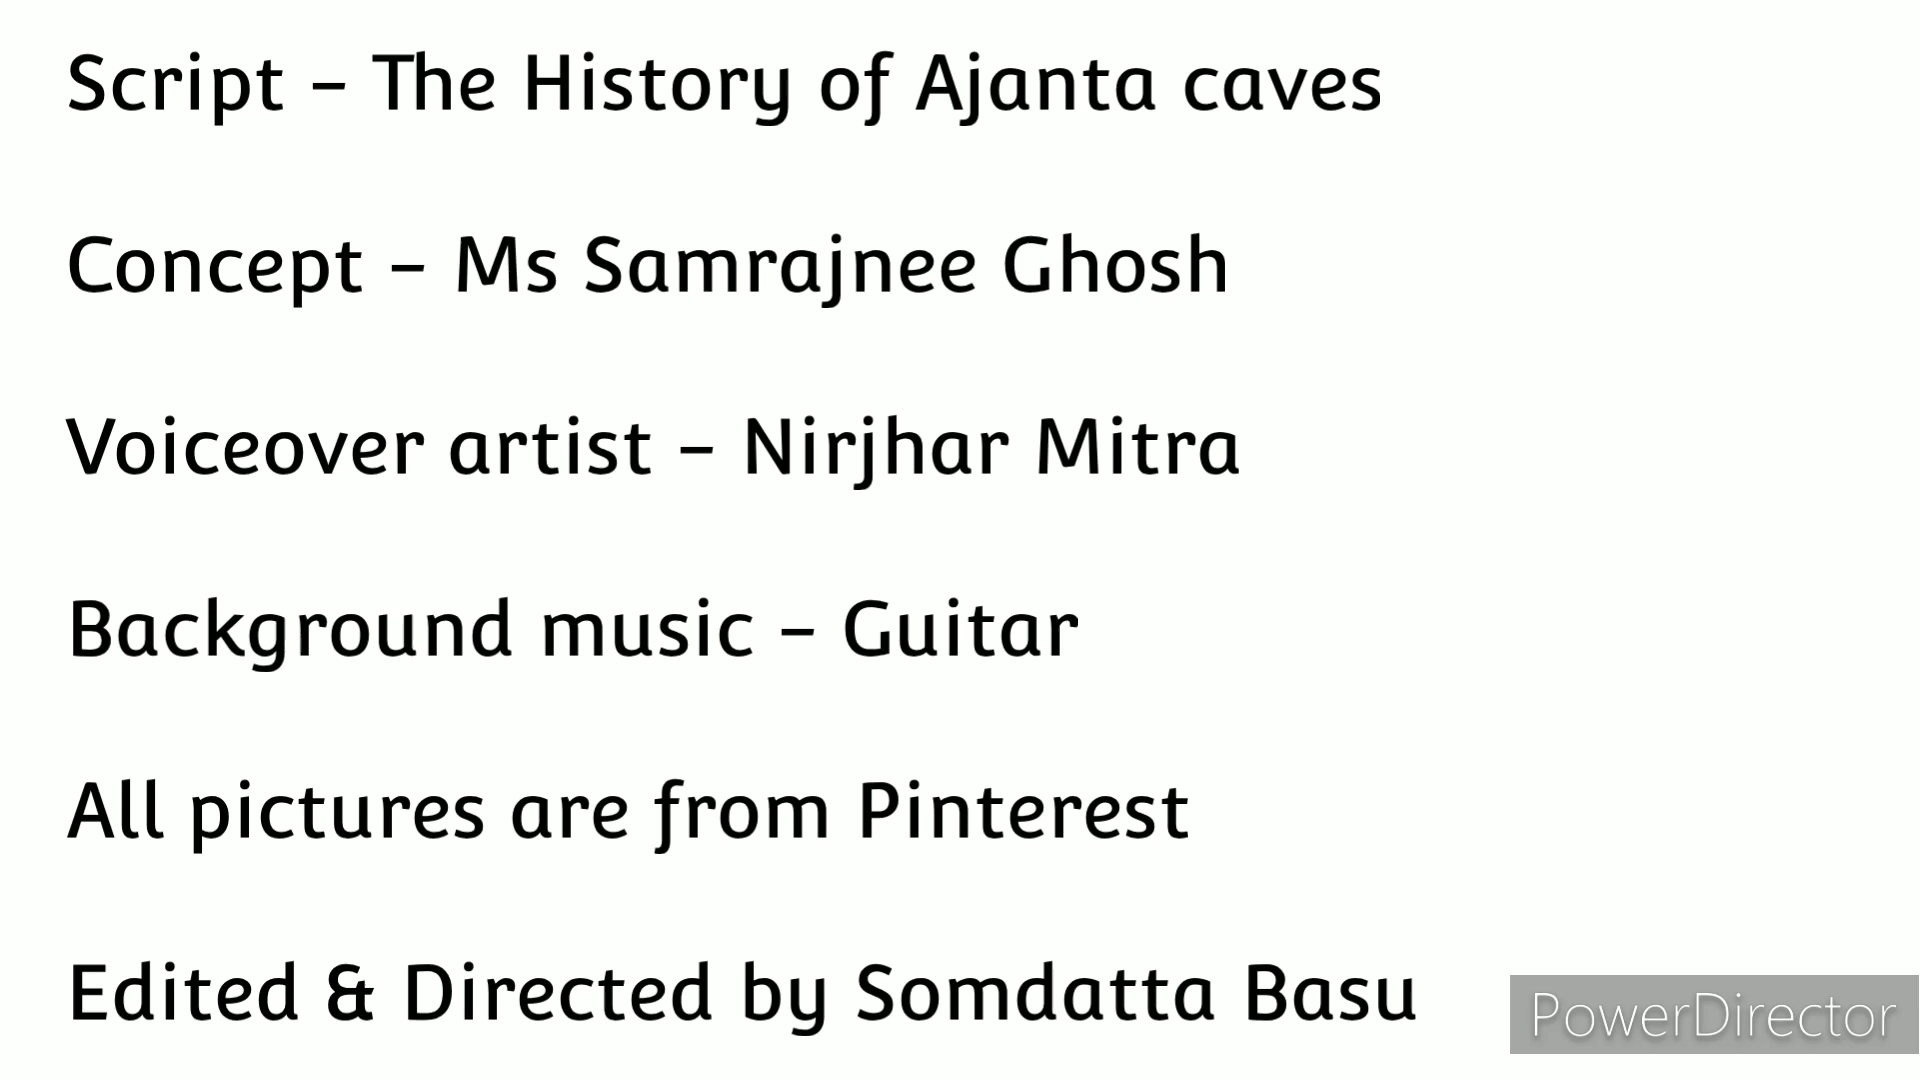 Script - The History of Ajanta caves
Concept - Ms Samrajnee Ghosh
Voiceover artist - Nirjhar Mitra
Background music - Guitar
All pictures are from Pinterest
Edited & Directed by Somdatta Basu
PowerDirector